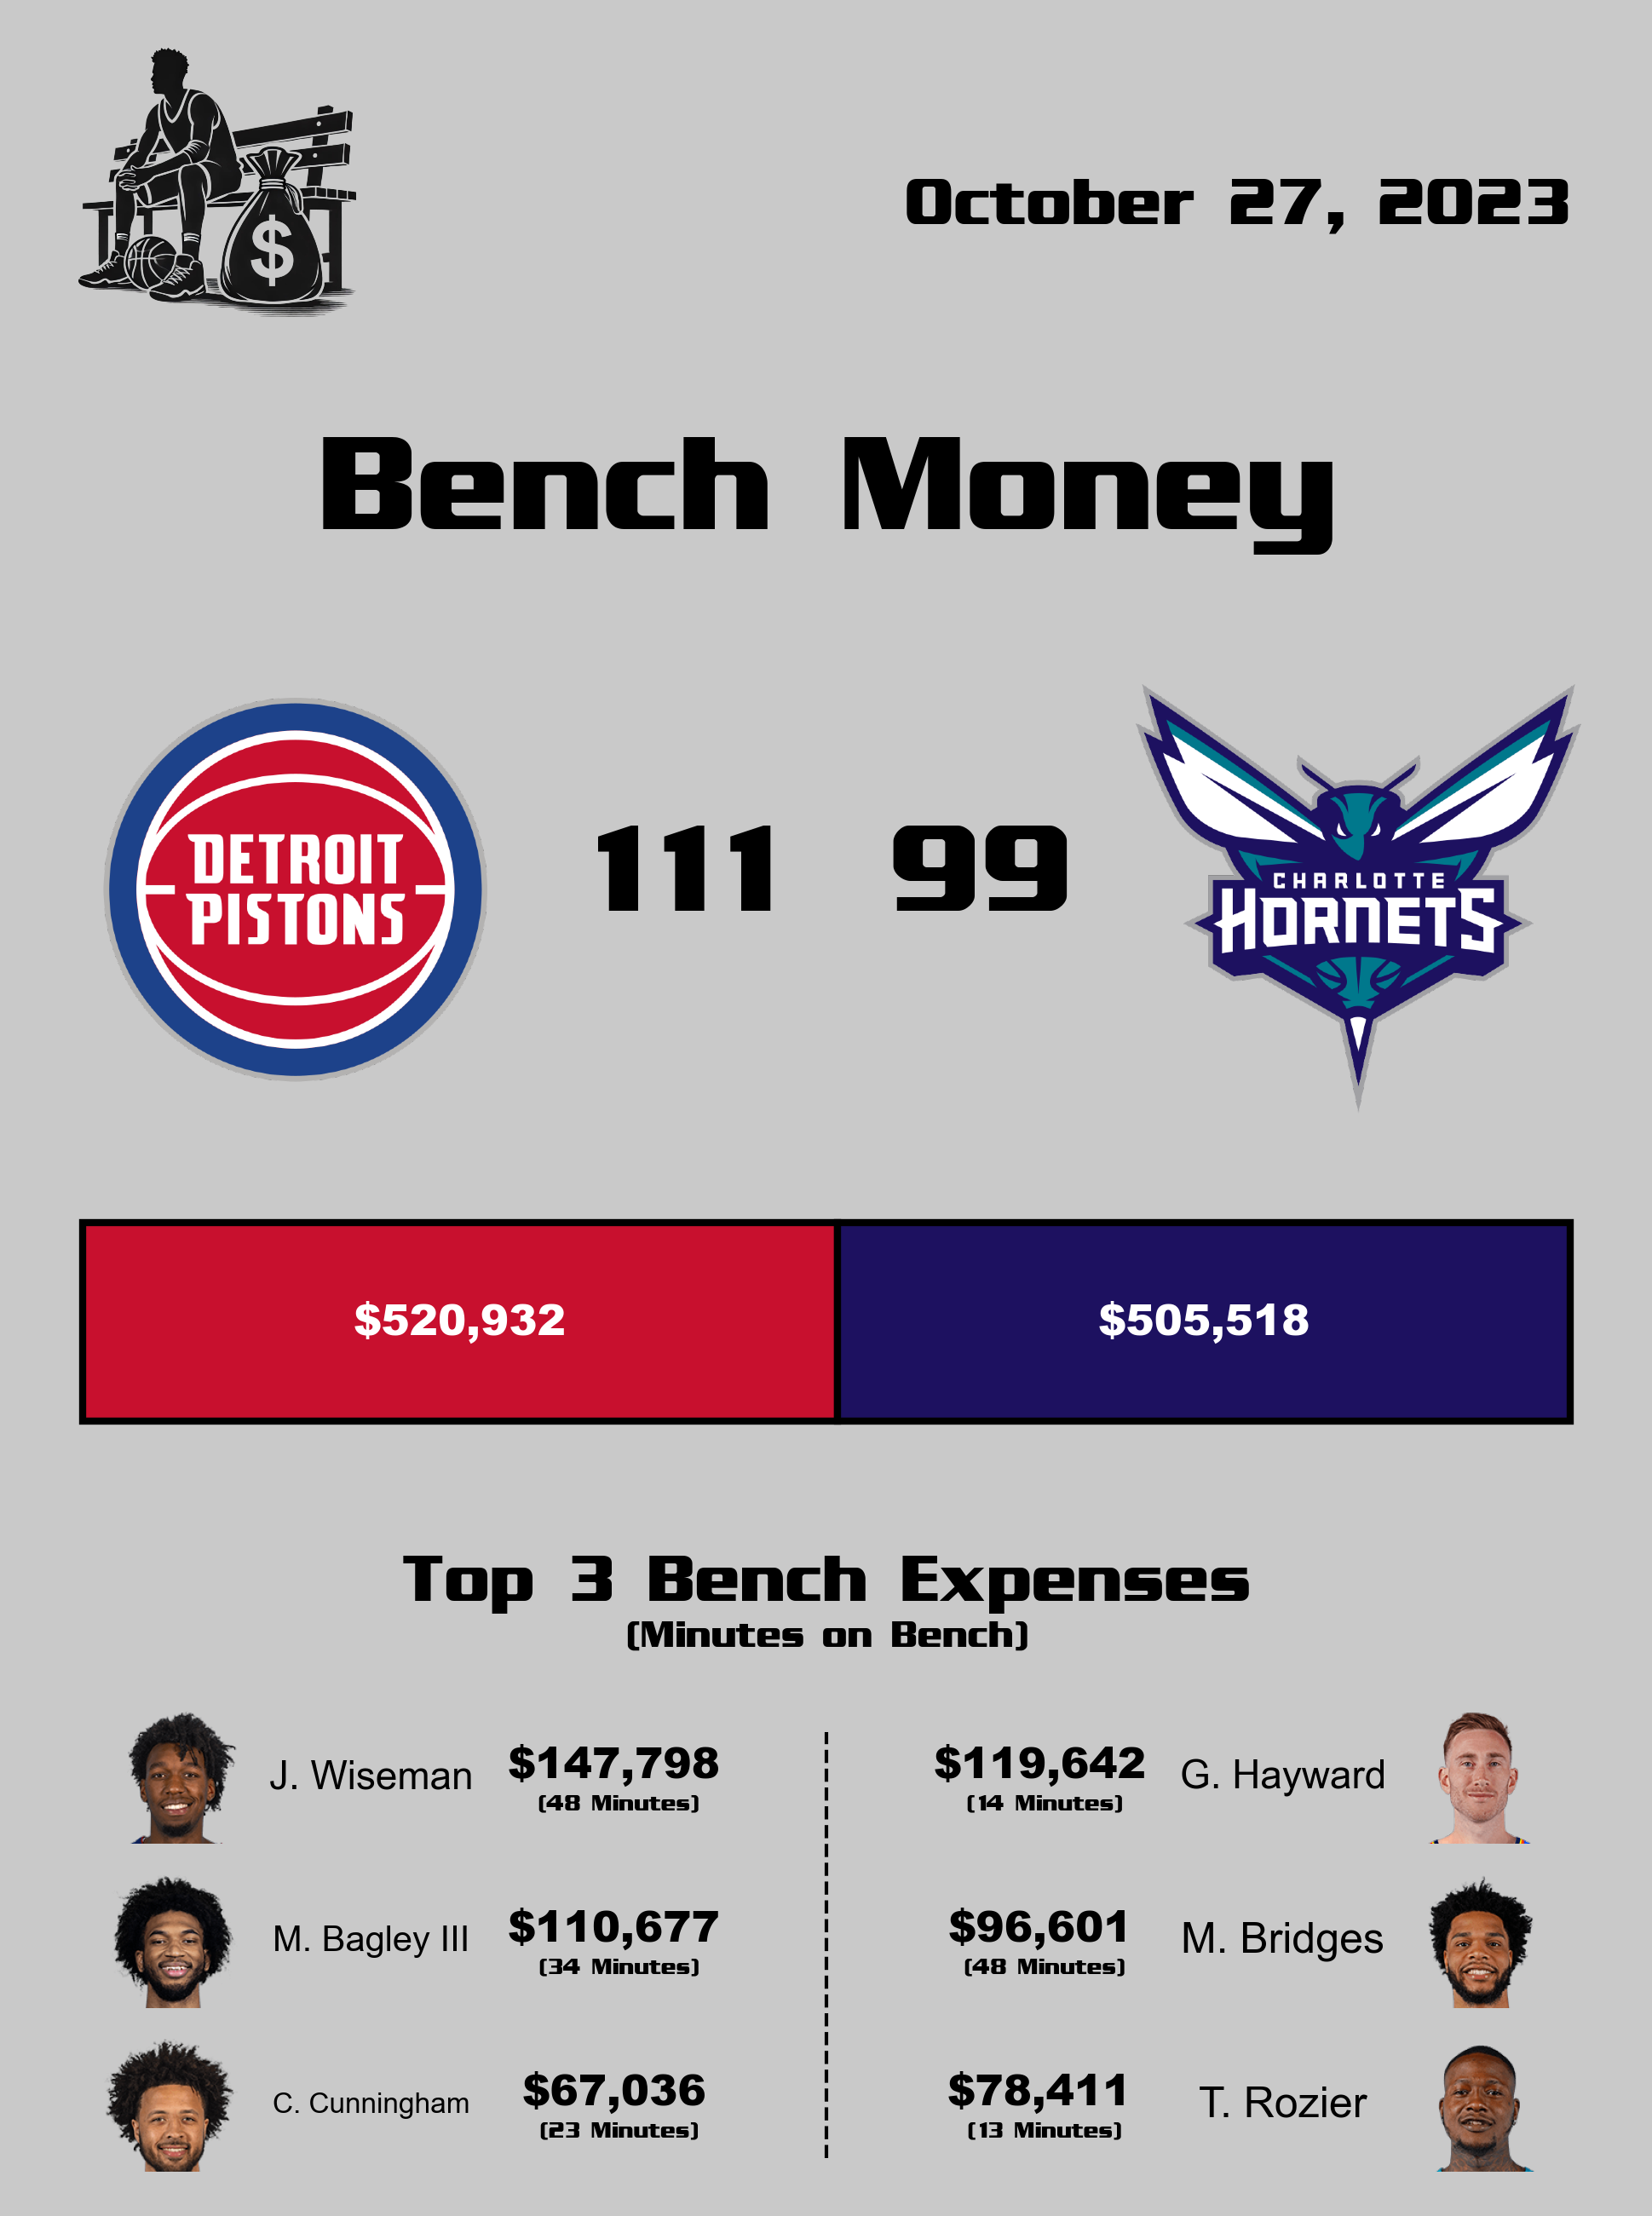 $
October 27, 2023
Bench Money
DETROIT
PISTONS
111 99
CHARLOTTE
HORNETS
$520,932 $505,518
Top 3 Bench Expenses
(Minutes on Bench)
J. Wiseman $147,798 $119,642 G. Hayward
(48 Minutes) (14 Minutes)
M. Bagley III $110,677 $96,601 M. Bridges
(34 Minutes) (48 Minutes)
C. Cunningham $67,036 $78,411 T. Rozier
(23 Minutes) (13 Minutes)